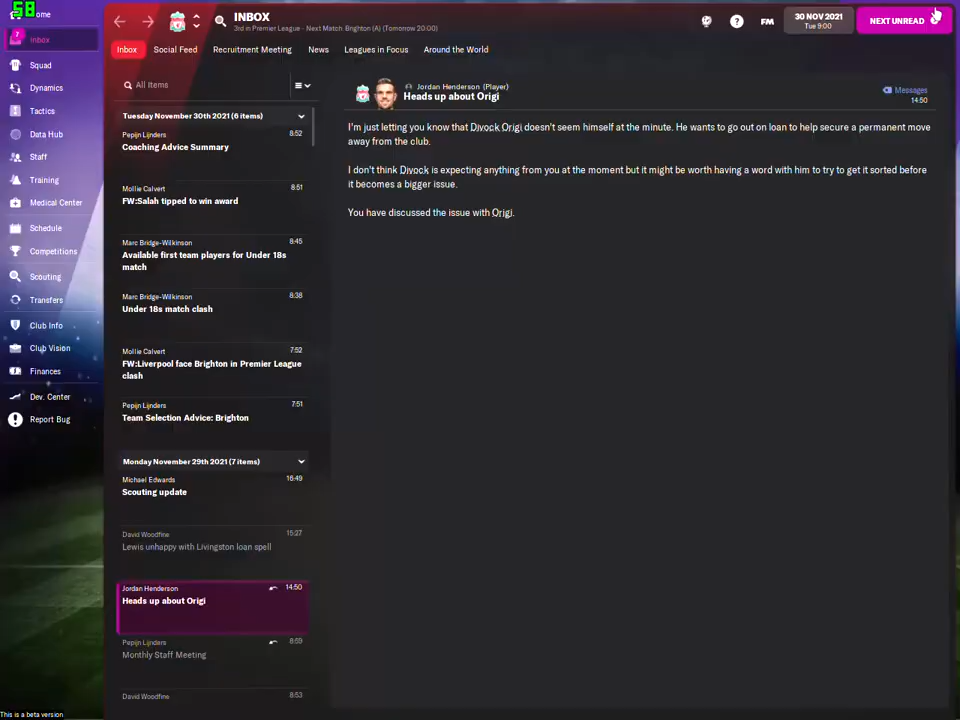 58
ome
7
Inbox
Squad
Dynamics
Tactics
Data Hub
Staff
Training
Medical Center
Schedule
Competitions
Scouting
Transfers
Club Info
Club Vision
Finances
Dev. Center
Report Bug
This is a beta version
INBOX
3rd in Premier League - Next Match: Brighton (A) (Tomorrow 20:00)
?
FM
30 NOV 2021
Tue 9:00
NEXT UNREAD
Inbox
Social Feed
Recruitment Meeting
News
Leagues in Focus
Around the World
All Items
Tuesday November 30th 2021 (6 items)
Pepijn Lijnders 8:52
Coaching Advice Summary
Mollie Calvert 8:51
FW:Salah tipped to win award
Marc Bridge-Wilkinson 8:45
Available first team players for Under 18s
match
Marc Bridge-Wilkinson 8:38
Under 18s match clash
Mollie Calvert 7:52
FW:Liverpool face Brighton in Premier League
clash
Pepijn Lijnders 7:51
Team Selection Advice: Brighton
Monday November 29th 2021 (7 items)
Michael Edwards 16:49
Scouting update
David Woodfine 15:27
Lewis unhappy with Livingston loan spell
Jordan Henderson 14:50
Heads up about Origi
Pepijn Lijnders 8:59
Monthly Staff Meeting
David Woodfine 8:53
Jordan Henderson (Player)
Heads up about Origi
Messages
14:50
I'm just letting you know that Divock Origi doesn't seem himself at the minute. He wants to go out on loan to help secure a permanent move
away from the club.
I don't think Divock is expecting anything from you at the moment but it might be worth having a word with him to try to get it sorted before
it becomes a bigger issue.
You have discussed the issue with Origi.